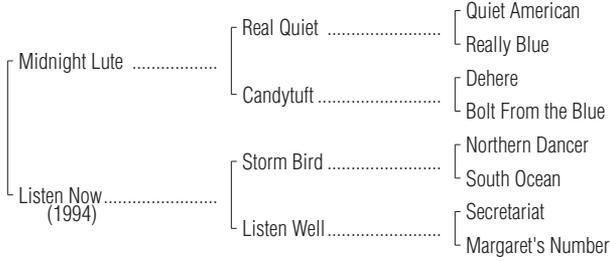 Quiet American
Real Quiet ....................
Really Blue
Midnight Lute ...............
Dehere
Candytuft ......................
Bolt From the Blue
Northern Dancer
Storm Bird ....................
South Ocean
Listen Now ....................
(1994)
Secretariat
Listen Well ....................
Margaret's Number